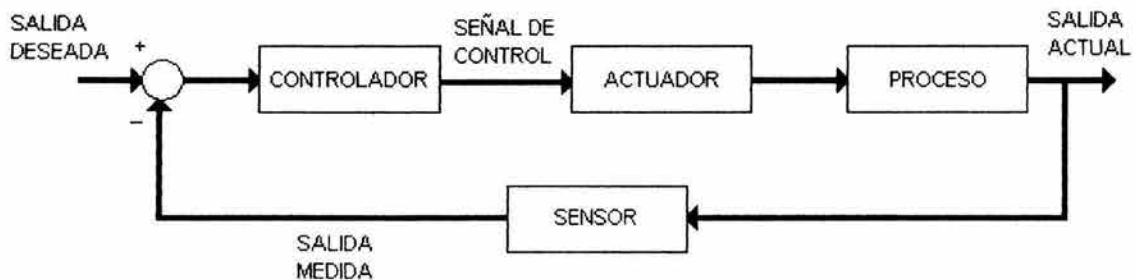 SALIDA
DESEADA
+
−
CONTROLADOR
SEÑAL DE
CONTROL
ACTUADOR
PROCESO
SALIDA
ACTUAL
SENSOR
SALIDA
MEDIDA